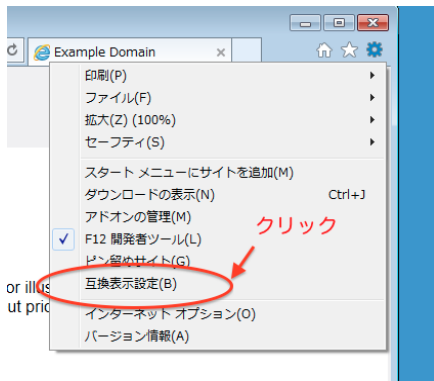 Example Domain
印刷(P)
ファイル(F)
拡大(Z) (100%)
セーフティ(S)
スタート メニューにサイトを追加(M)
ダウンロードの表示(N) Ctrl+J
アドオンの管理(M)
クリック
F12 開発者ツール(L)
ピン留めサイト(G)
互換表示設定(B)
or illus
ut prio
インターネット オプション(O)
バージョン情報(A)